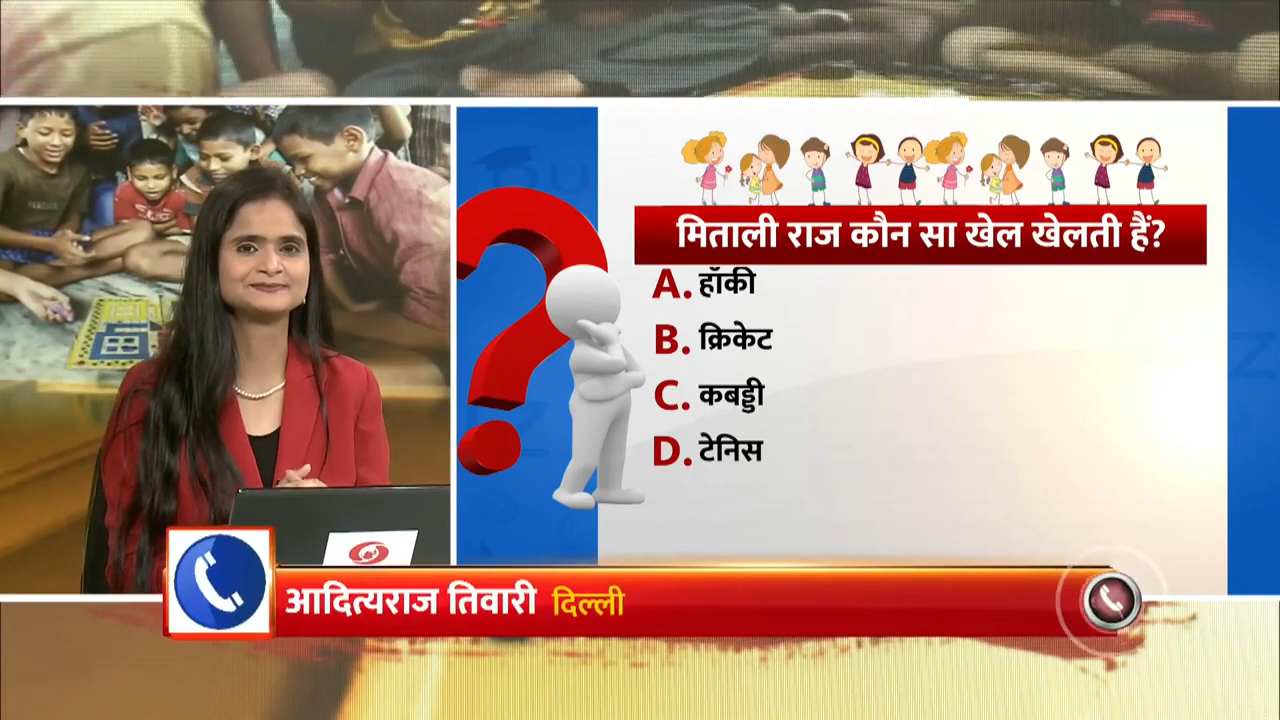 मिताली राज कौन सा खेल खेलती हैं?
A. हॉकी
B. क्रिकेट
C. कबड्डी
D. टेनिस
आदित्यराज तिवारी दिल्ली